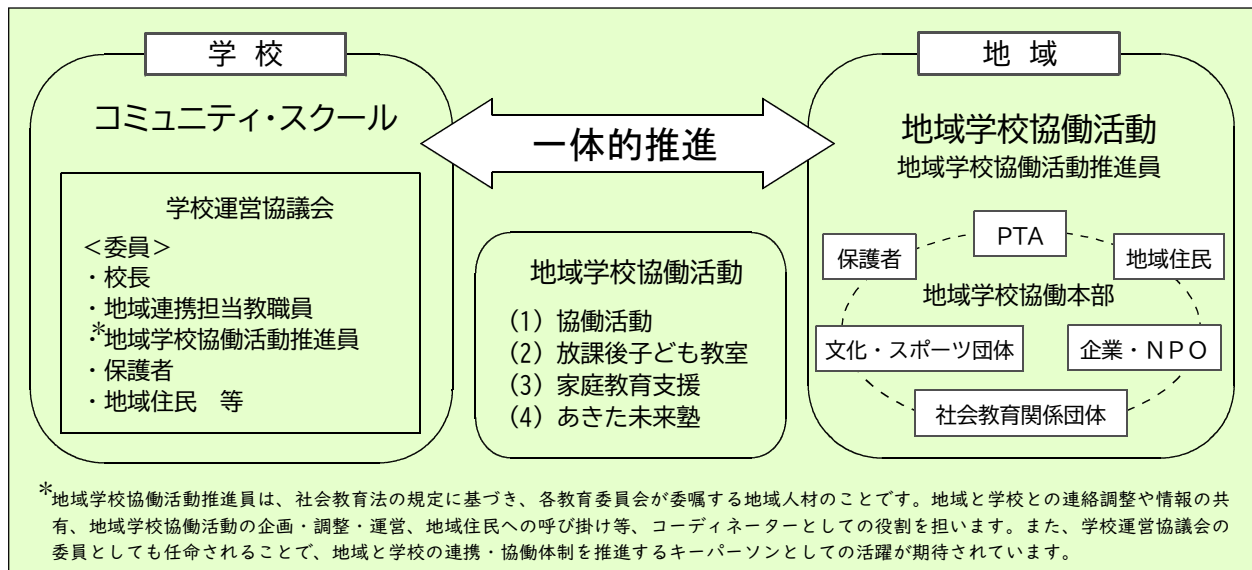 学校
コミュニティ・スクール
学校運営協議会
＜委員＞
・校長
・地域連携担当教職員
・*地域学校協働活動推進員
・保護者
・地域住民　等
一体的推進
地域学校協働活動
(1) 協働活動
(2) 放課後子ども教室
(3) 家庭教育支援
(4) あきた未来塾
地域
地域学校協働活動
地域学校協働活動推進員
PTA
保護者
地域住民
地域学校協働本部
文化・スポーツ団体
企業・ＮＰＯ
社会教育関係団体
*地域学校協働活動推進員は、社会教育法の規定に基づき、各教育委員会が委嘱する地域人材のことです。地域と学校との連絡調整や情報の共
有、地域学校協働活動の企画・調整・運営、地域住民への呼び掛け等、コーディネーターとしての役割を担います。また、学校運営協議会の
委員としても任命されることで、地域と学校の連携・協働体制を推進するキーパーソンとしての活躍が期待されています。